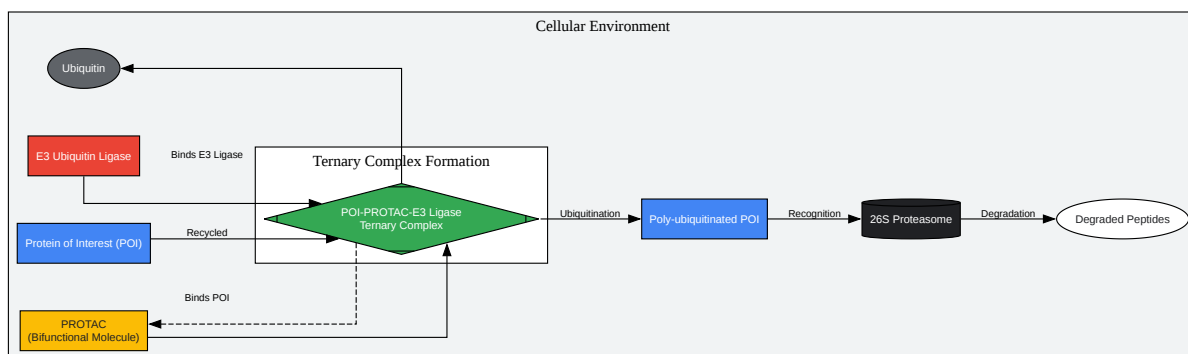 Cellular Environment
Ubiquitin
E3 Ubiquitin Ligase
Binds E3 Ligase
Ternary Complex Formation
POI-PROTAC-E3 Ligase
Ternary Complex
Protein of Interest (POI)
Recycled
Ubiquitination
Poly-ubiquitinated POI
Recognition
26S Proteasome
Degradation
Degraded Peptides
Binds POI
PROTAC
(Bifunctional Molecule)